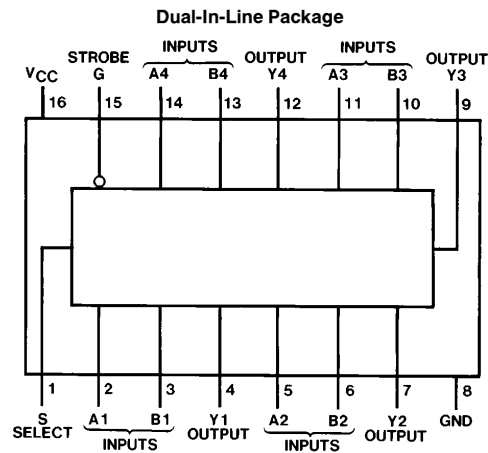 Dual-In-Line Package
STROBE INPUTS OUTPUT INPUTS OUTPUT
VCC G A4 B4 Y4 A3 B3 Y3
16 15 14 13 12 11 10 9
1 2 3 4 5 6 7 8
S A1 B1 Y1 A2 B2 Y2 GND
SELECT INPUTS OUTPUT INPUTS OUTPUT